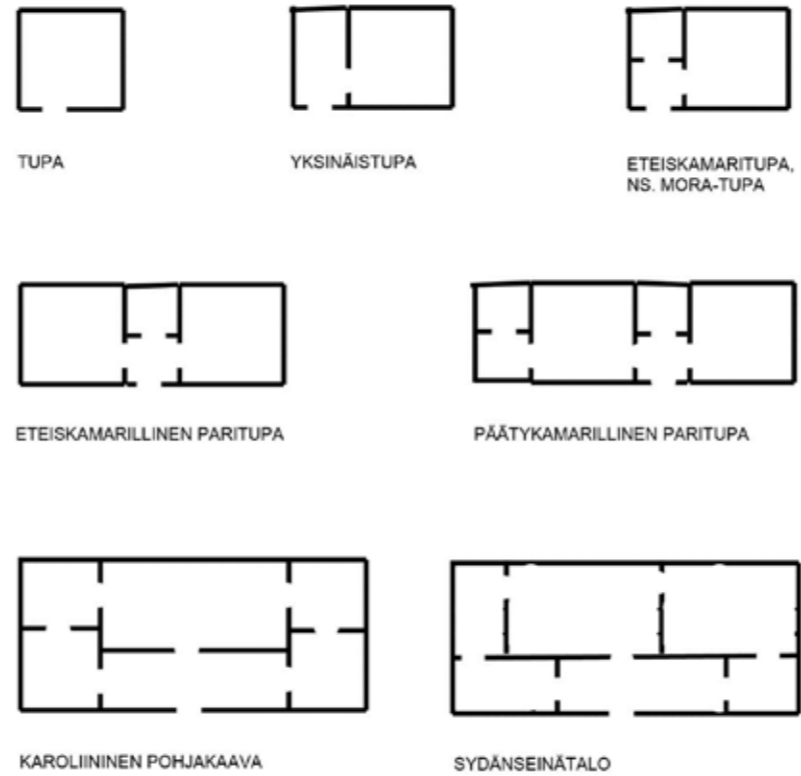 TUPA
YKSINÄISTUPA
ETEISKAMARITUPA,
NS. MORA-TUPA
ETEISKAMARILLINEN PARITUPA
PÄÄTYKAMARILLINEN PARITUPA
KAROLIININEN POHJAKAAVA
SYDÄNSEINÄTALO